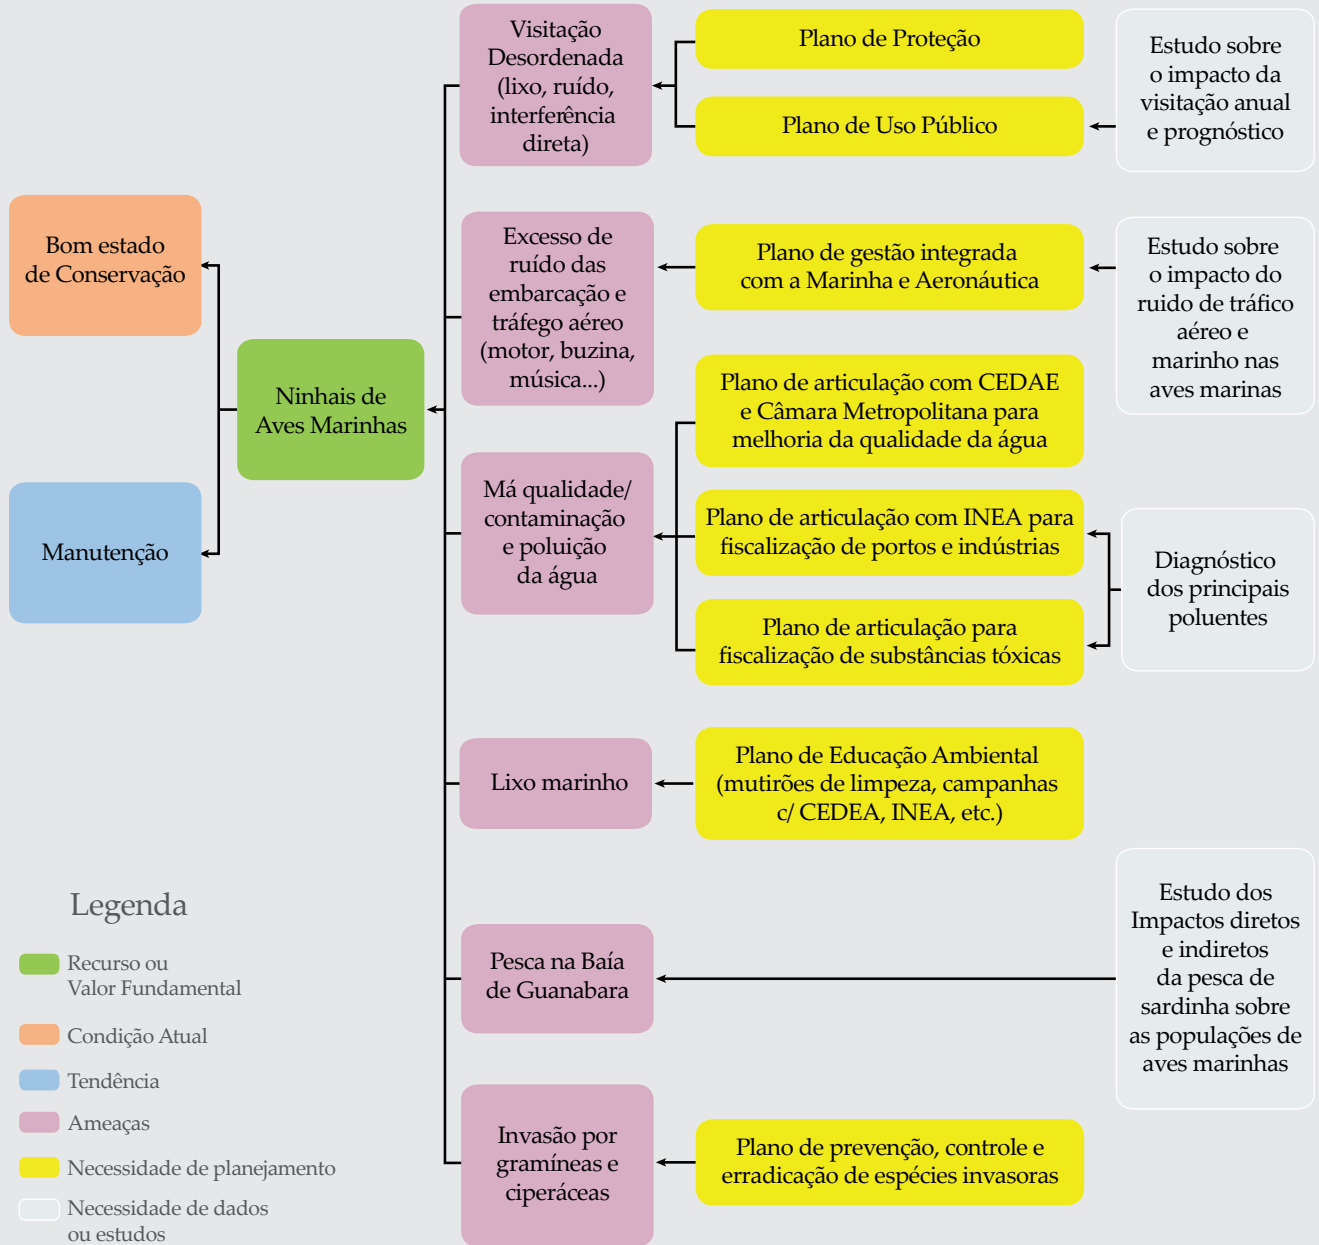 Visitação
Desordenada
(lixo, ruído,
interferência
direta)
Plano de Proteção
Plano de Uso Público
Estudo sobre
o impacto da
visitação anual
e prognóstico
Bom estado
de Conservação
Ninhais de
Aves Marinhas
Manutenção
Excesso de
ruído das
embarcação e
tráfego aéreo
(motor, buzina,
música...)
Plano de gestão integrada
com a Marinha e Aeronáutica
Estudo sobre
o impacto do
ruido de tráfico
aéreo e
marinho nas
aves marinas
Má qualidade/
contaminação
e poluição
da água
Plano de articulação com CEDAE
e Câmara Metropolitana para
melhoria da qualidade da água
Plano de articulação com INEA para
fiscalização de portos e indústrias
Plano de articulação para
fiscalização de substâncias tóxicas
Diagnóstico
dos principais
poluentes
Lixo marinho
Plano de Educação Ambiental
(mutirões de limpeza, campanhas
c/ CEDEA, INEA, etc.)
Pesca na Baía
de Guanabara
Estudo dos
Impactos diretos
e indiretos
da pesca de
sardinha sobre
as populações de
aves marinhas
Invasão por
gramíneas e
ciperáceas
Plano de prevenção, controle e
erradicação de espécies invasoras
Legenda
Recurso ou
Valor Fundamental
Condição Atual
Tendência
Ameaças
Necessidade de planejamento
Necessidade de dados
ou estudos